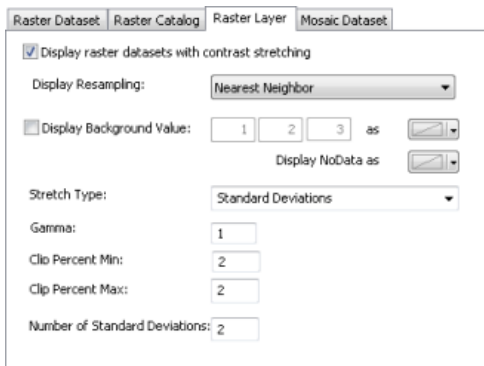 Raster Dataset Raster Catalog Raster Layer Mosaic Dataset
Display raster datasets with contrast stretching
Display Resampling: Nearest Neighbor
Display Background Value: 1 2 3 as
Display NoData as
Stretch Type: Standard Deviations
Gamma: 1
Clip Percent Min: 2
Clip Percent Max: 2
Number of Standard Deviations: 2